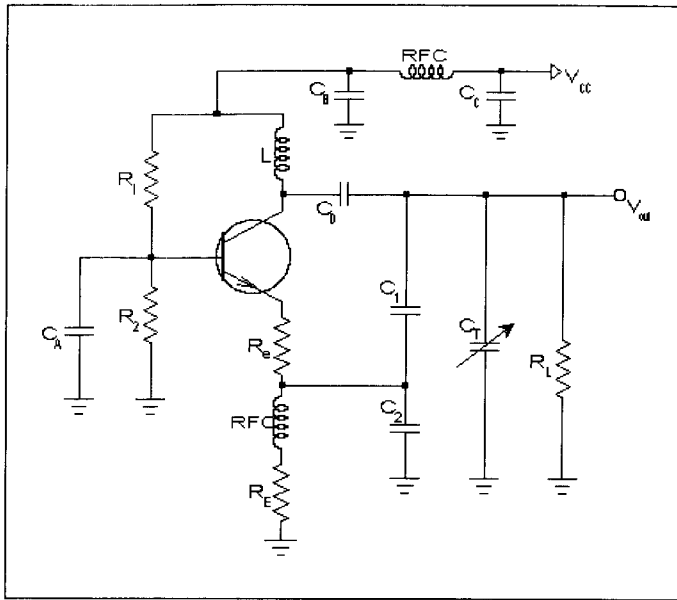 RFC
C_B
C_C
V_CC
L
R_1
C_D
V_out
C_1
R_2
C_A
C_T
R_e
R_L
C_2
RFC
R_E